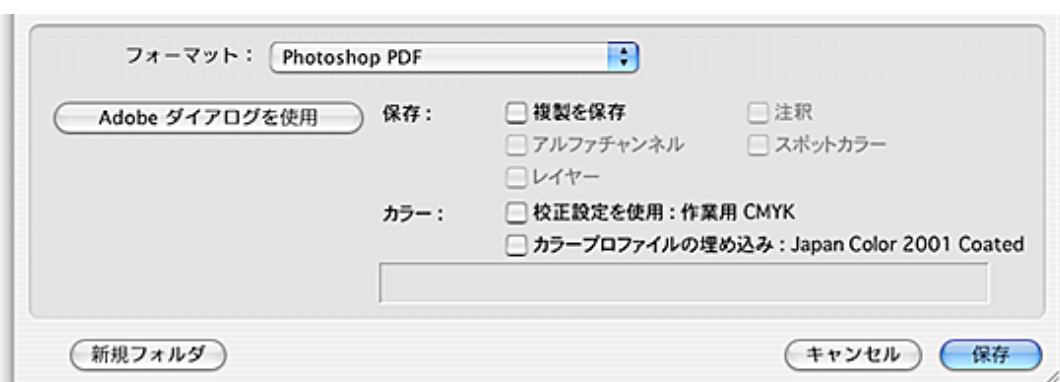 フォーマット： Photoshop PDF
Adobe ダイアログを使用 保存： 複製を保存 注釈
アルファチャンネル スポットカラー
レイヤー
カラー： 校正設定を使用：作業用 CMYK
カラープロファイルの埋め込み：Japan Color 2001 Coated
新規フォルダ キャンセル 保存